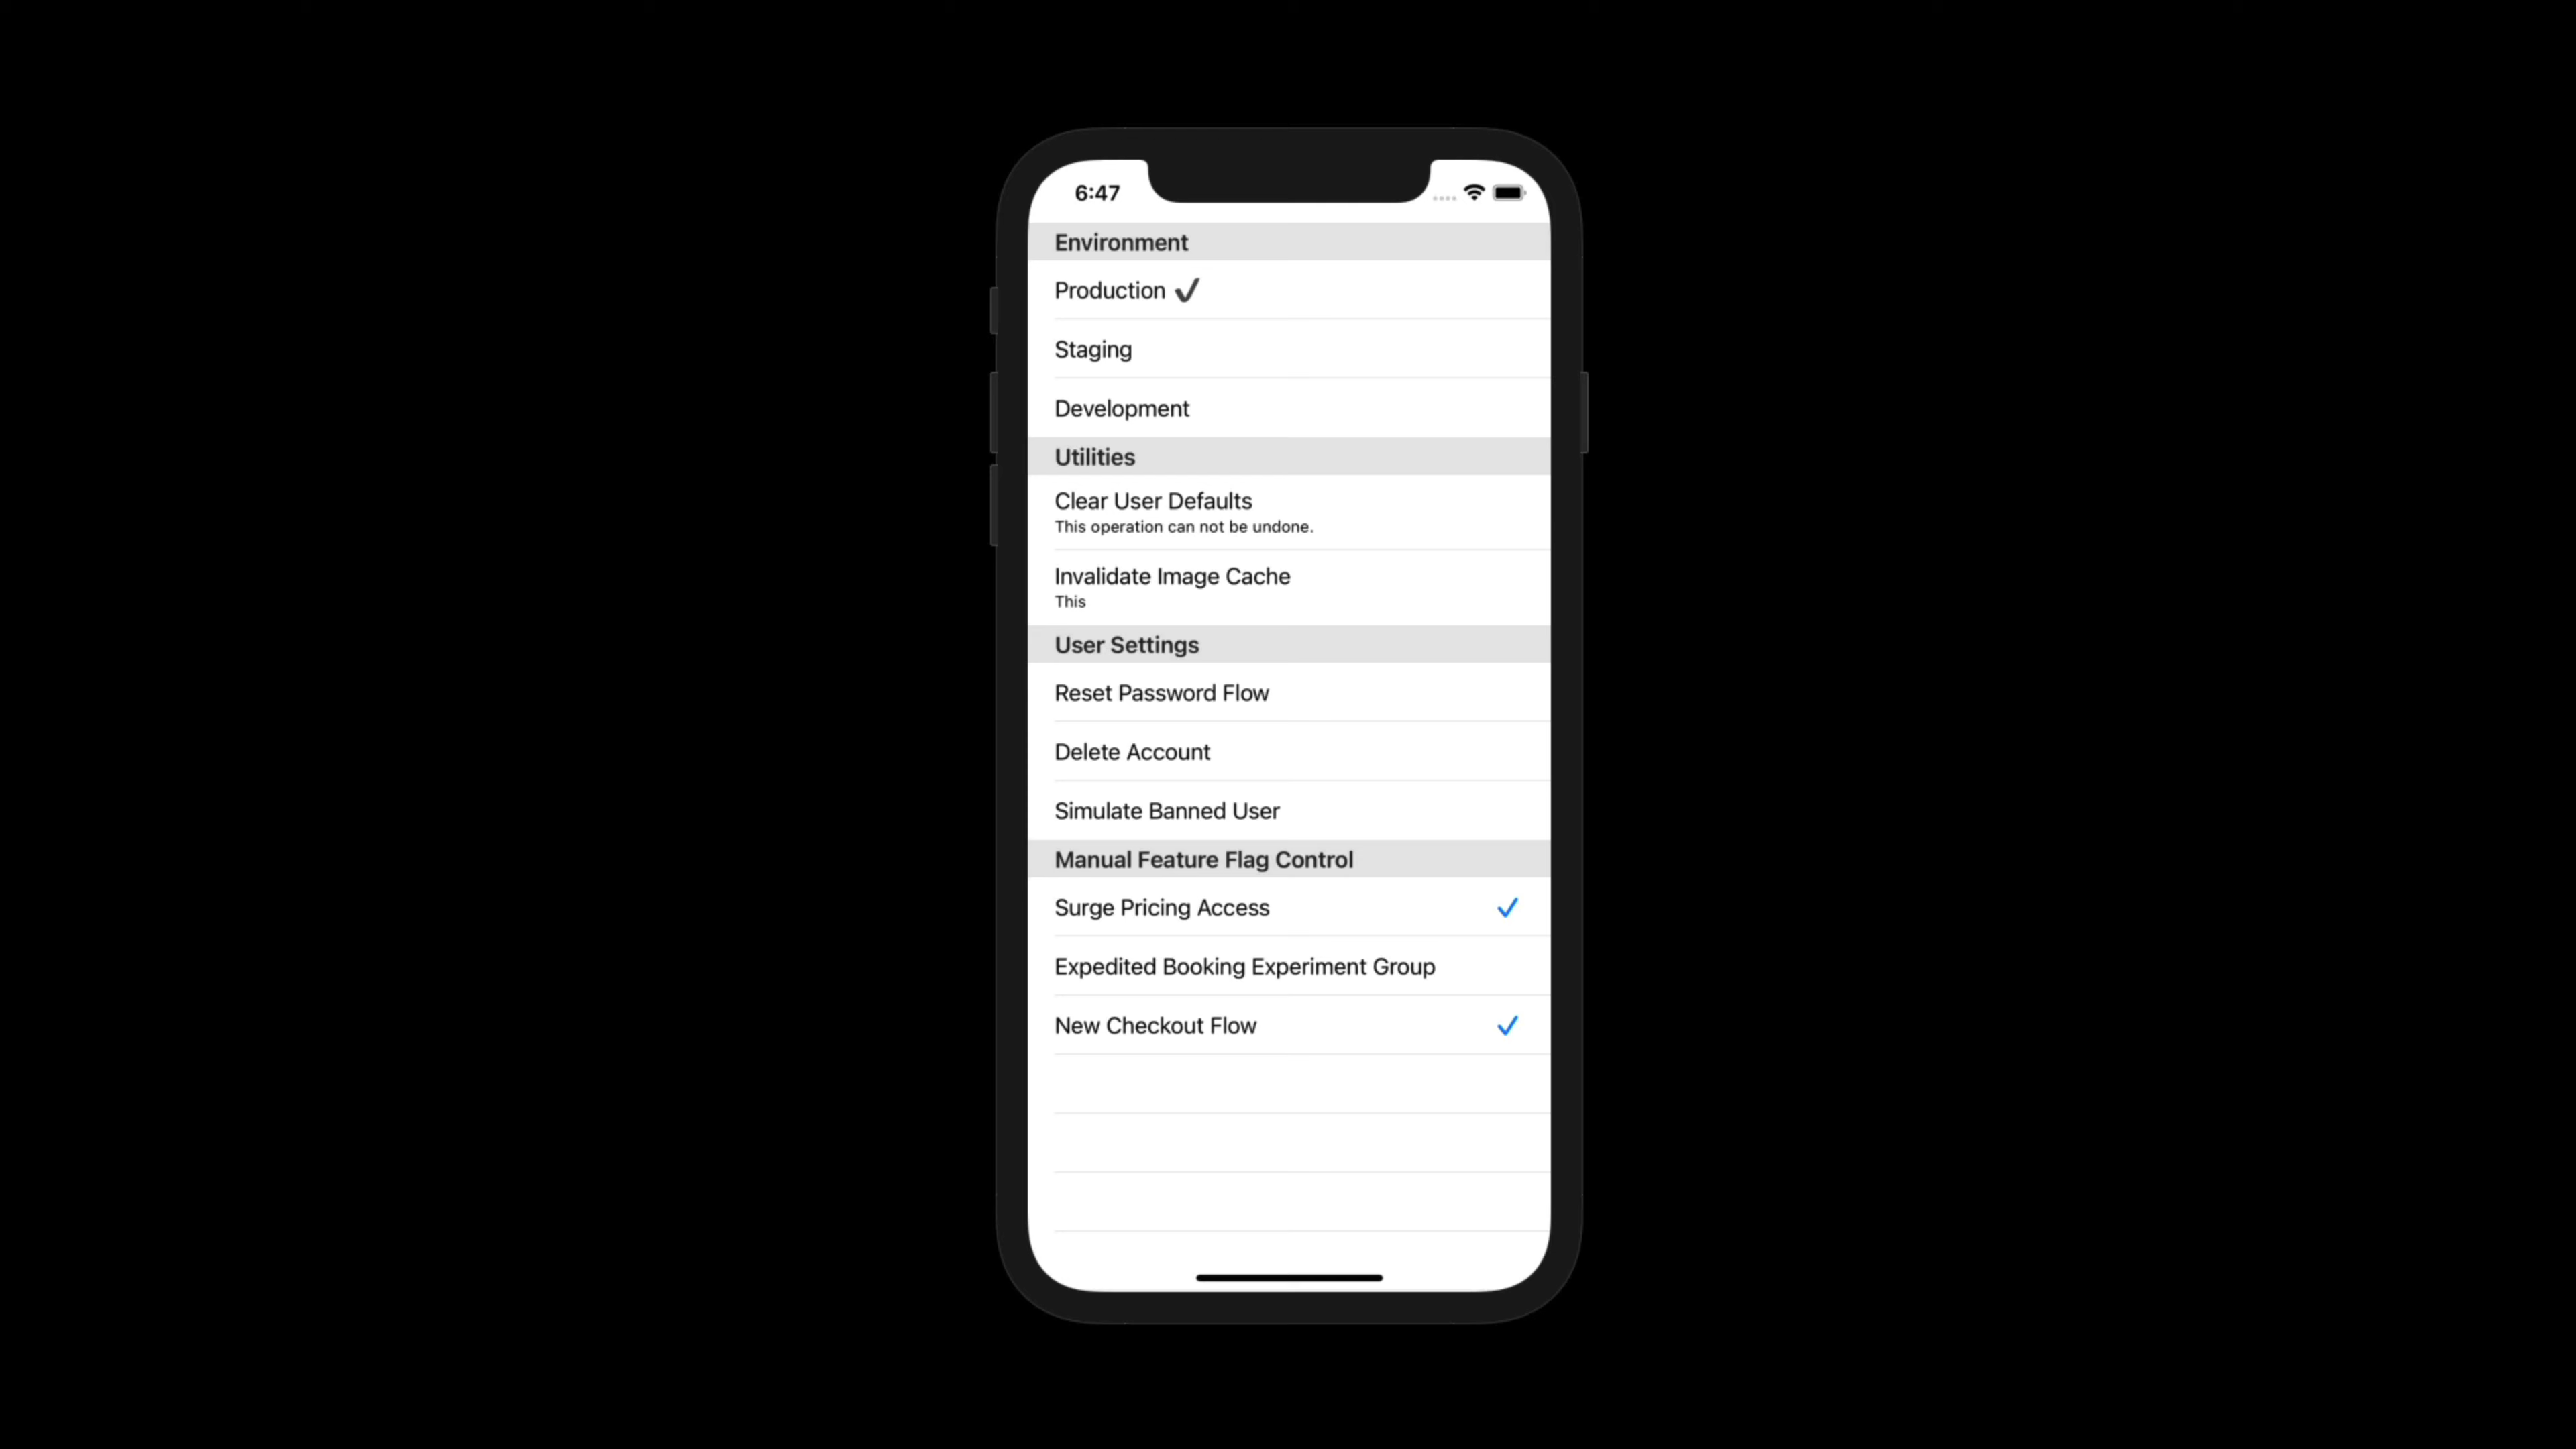 6:47
Environment
Production ✔
Staging
Development
Utilities
Clear User Defaults
This operation can not be undone.
Invalidate Image Cache
This
User Settings
Reset Password Flow
Delete Account
Simulate Banned User
Manual Feature Flag Control
Surge Pricing Access ✓
Expedited Booking Experiment Group
New Checkout Flow ✓